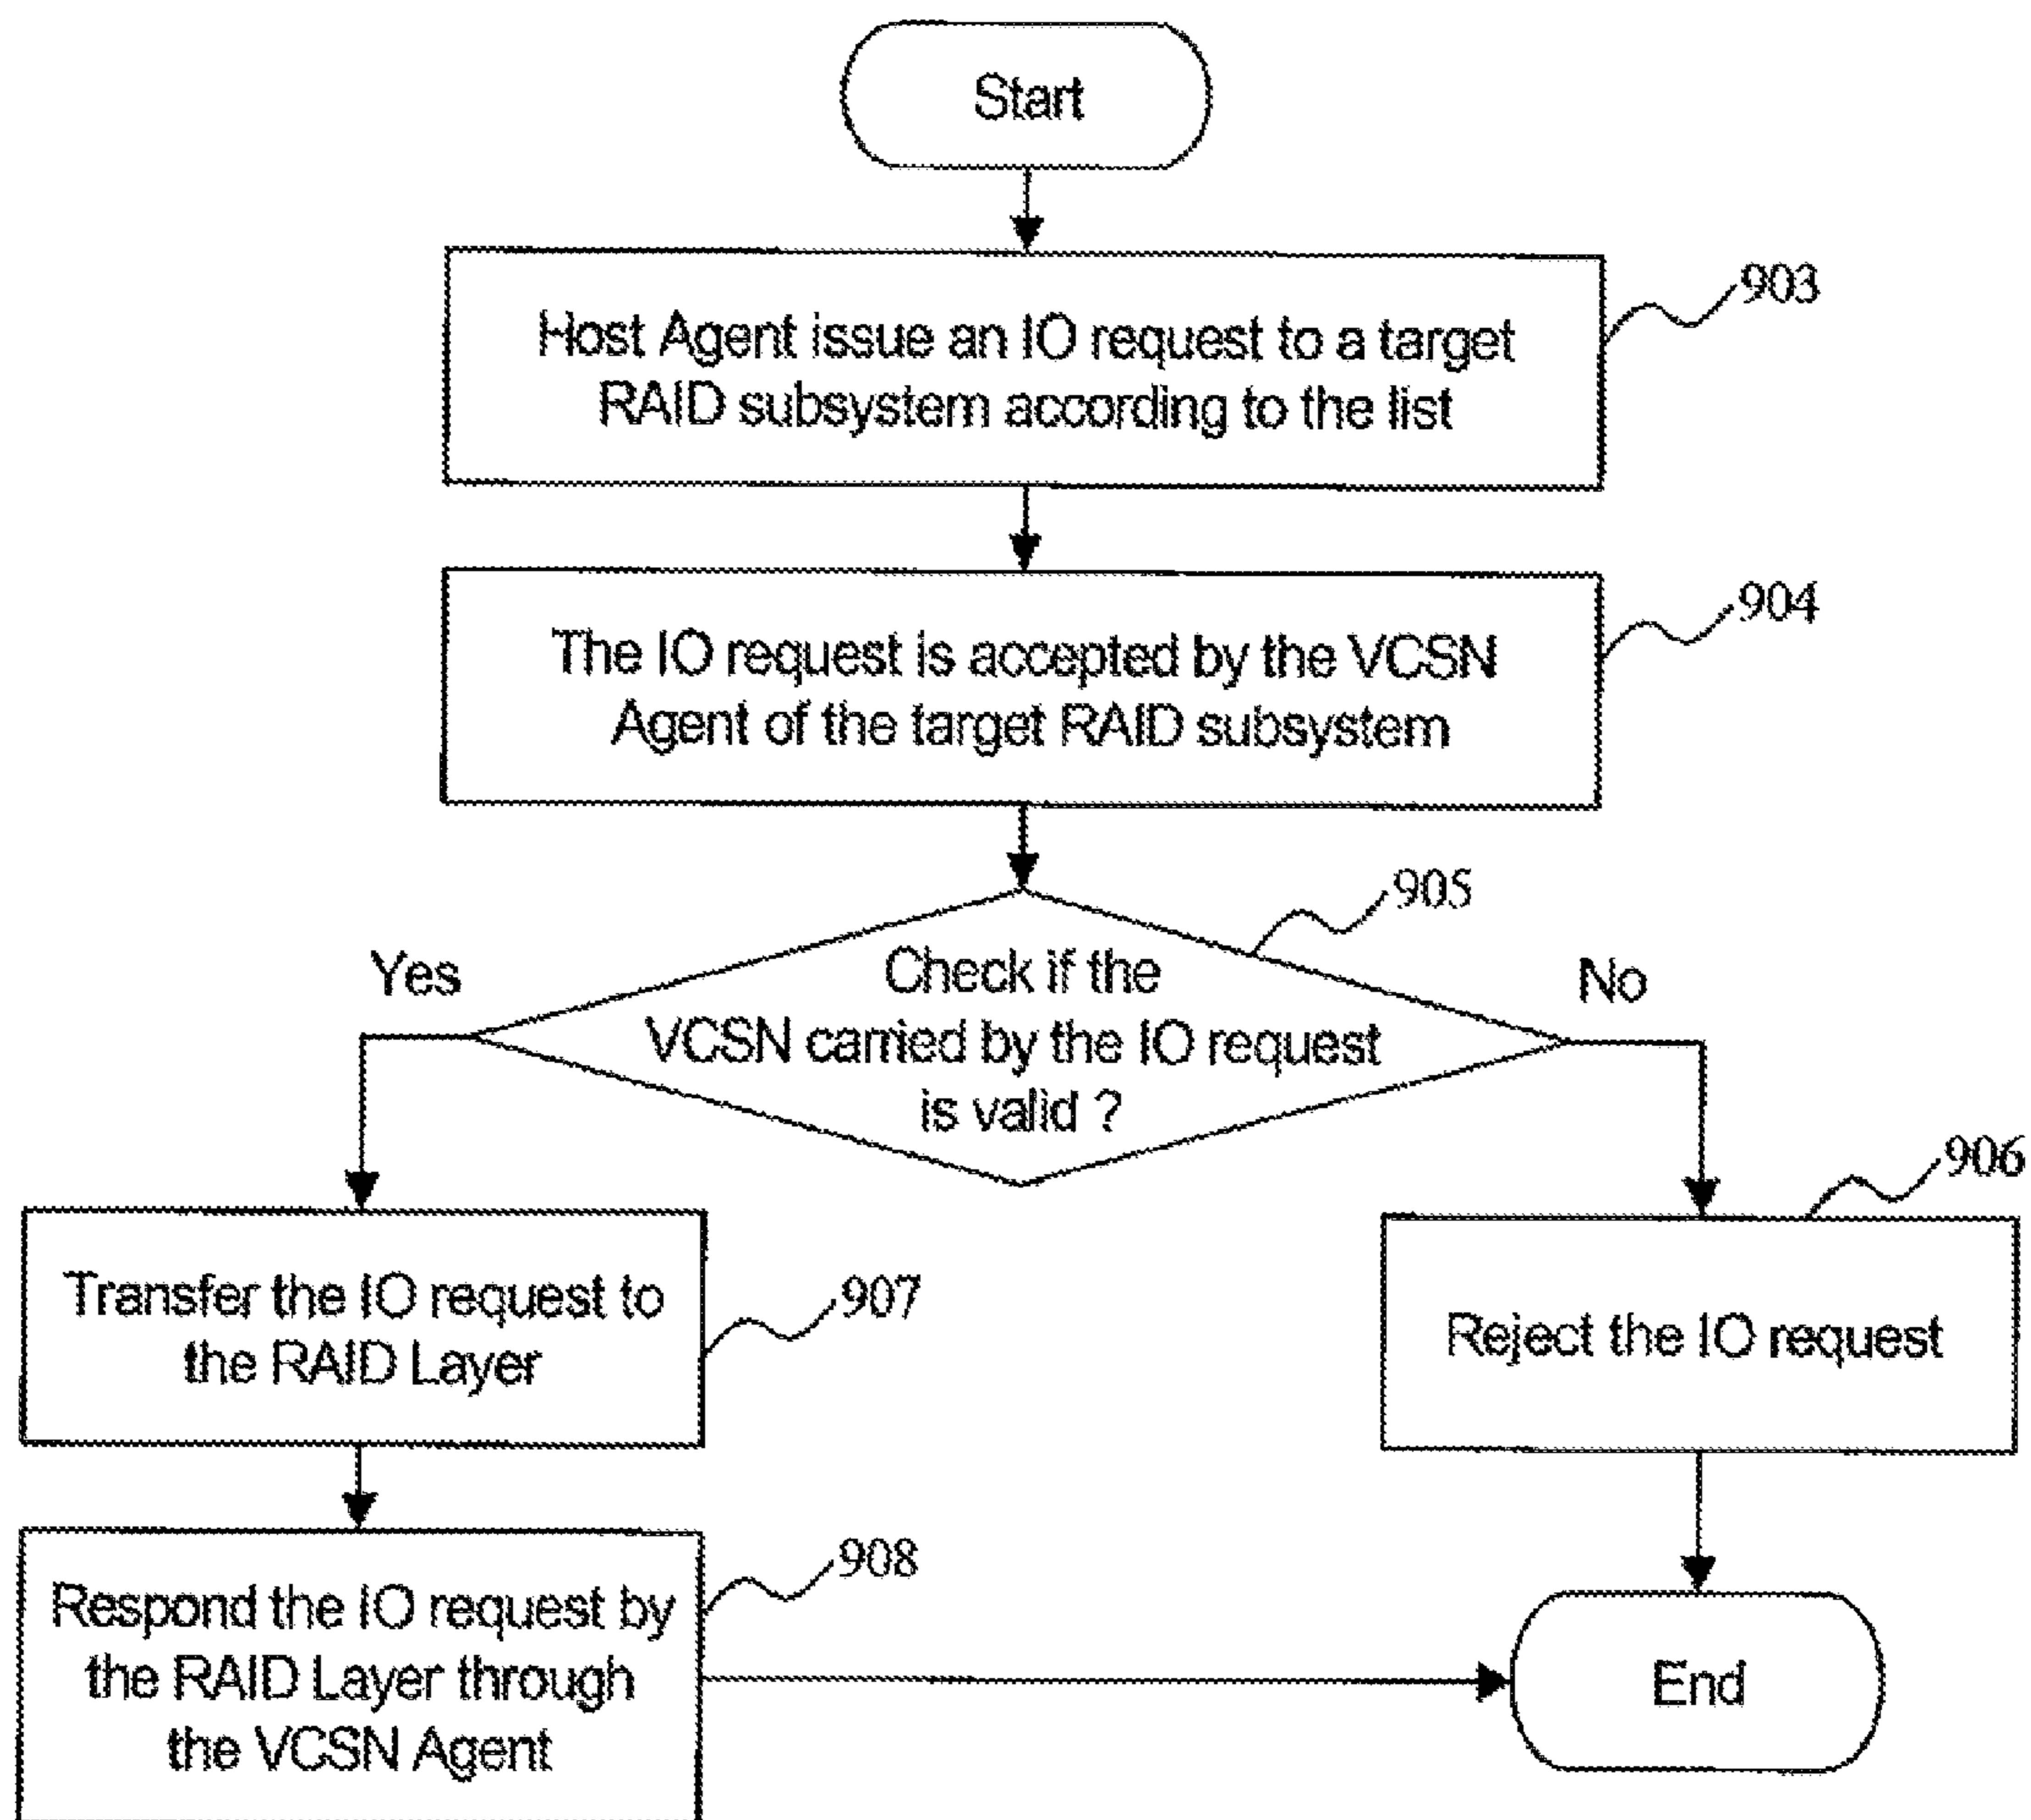 Start
Host Agent issue an IO request to a target
RAID subsystem according to the list
903
The IO request is accepted by the VCSN
Agent of the target RAID subsystem
904
905
Yes
Check if the
VCSN carried by the IO request
is valid ?
No
906
Transfer the IO request to
the RAID Layer
907
Reject the IO request
Respond the IO request by
the RAID Layer through
the VCSN Agent
908
End